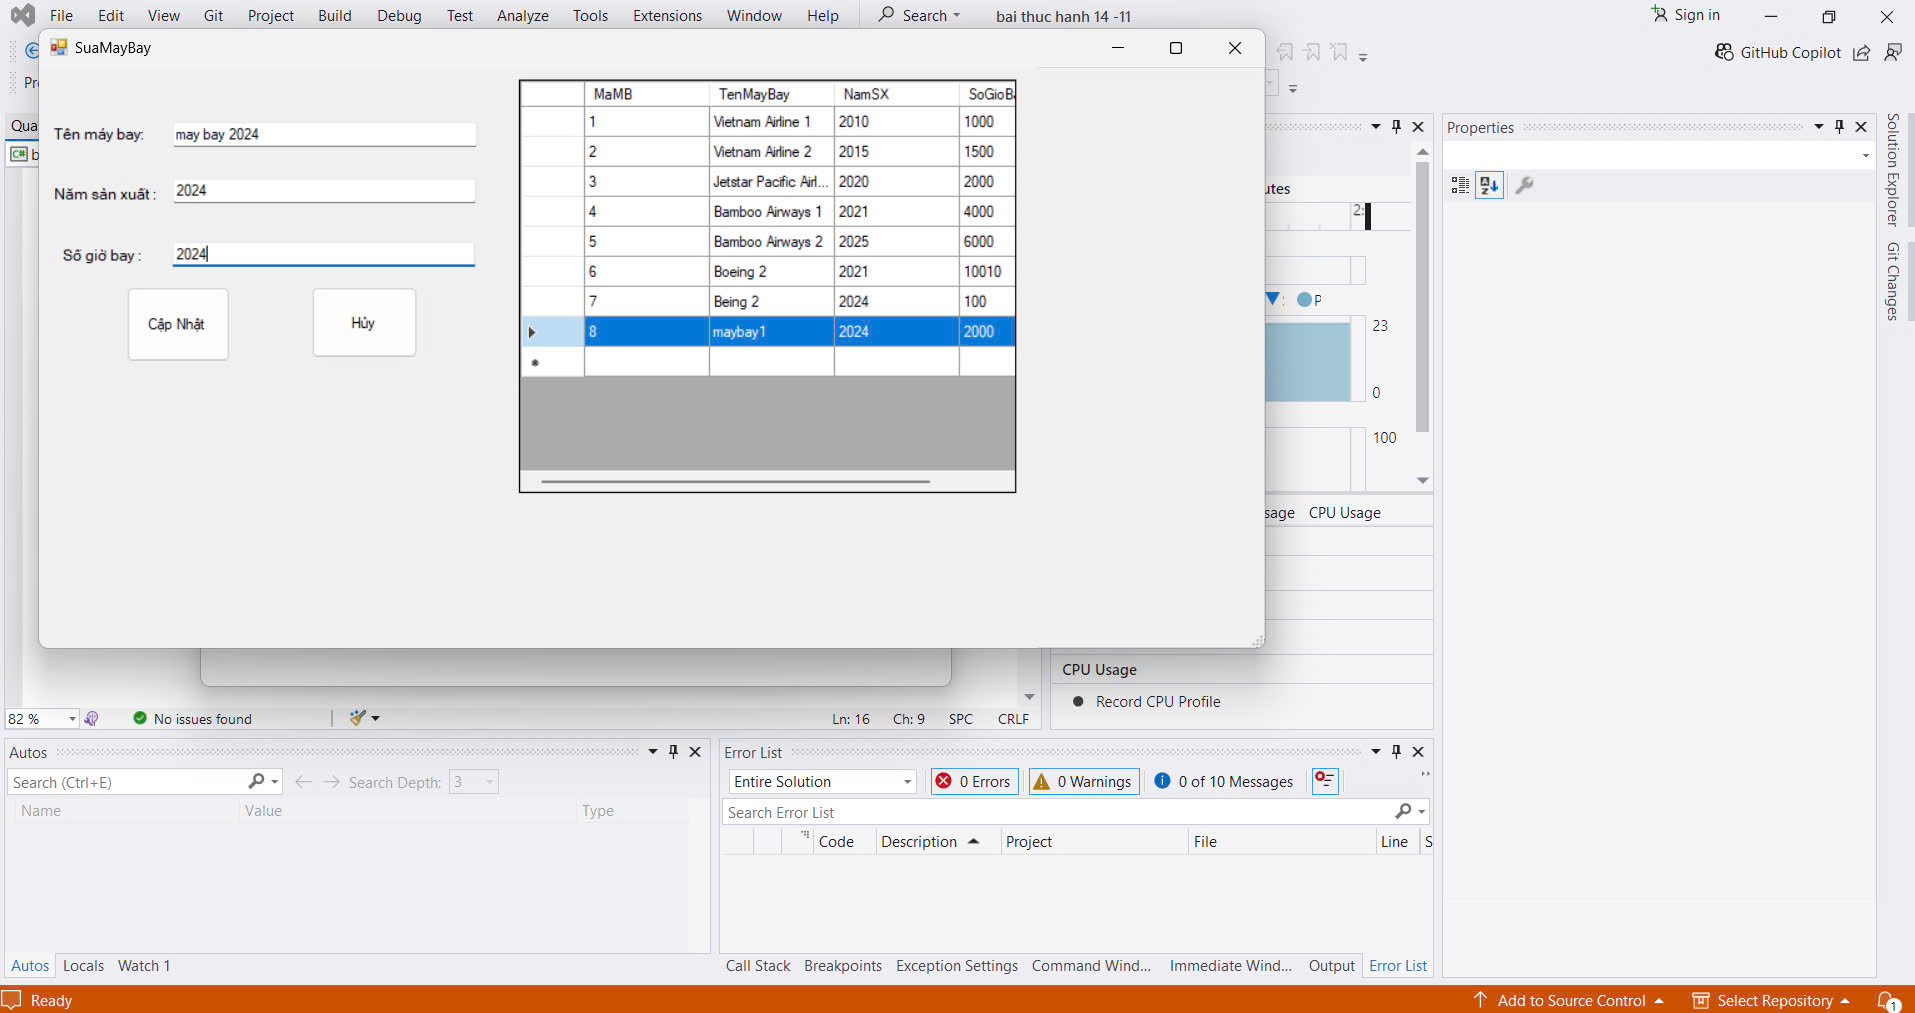 File Edit View Git Project Build Debug Test Analyze Tools Extensions Window Help Search bai thuc hanh 14 -11 Sign in
SuaMayBay
GitHub Copilot
Tên máy bay: may bay 2024
Năm sản xuất : 2024
Số giờ bay : 2024
Cập Nhật Hủy
MaMB TenMayBay NamSX SoGioB
1 Vietnam Airline 1 2010 1000
2 Vietnam Airline 2 2015 1500
3 Jetstar Pacific Airl... 2020 2000
4 Bamboo Airways 1 2021 4000
5 Bamboo Airways 2 2025 6000
6 Boeing 2 2021 10010
7 Being 2 2024 100
8 maybay1 2024 2000
Qua
utes
2:
P
23
0
100
sage CPU Usage
CPU Usage
Record CPU Profile
Properties
Solution Explorer
Git Changes
82 % No issues found Ln: 16 Ch: 9 SPC CRLF
Autos
Search (Ctrl+E) Search Depth: 3
Name Value Type
Autos Locals Watch 1
Error List
Entire Solution 0 Errors 0 Warnings 0 of 10 Messages
Search Error List
Code Description Project File Line S
Call Stack Breakpoints Exception Settings Command Wind... Immediate Wind... Output Error List
Ready Add to Source Control Select Repository 1